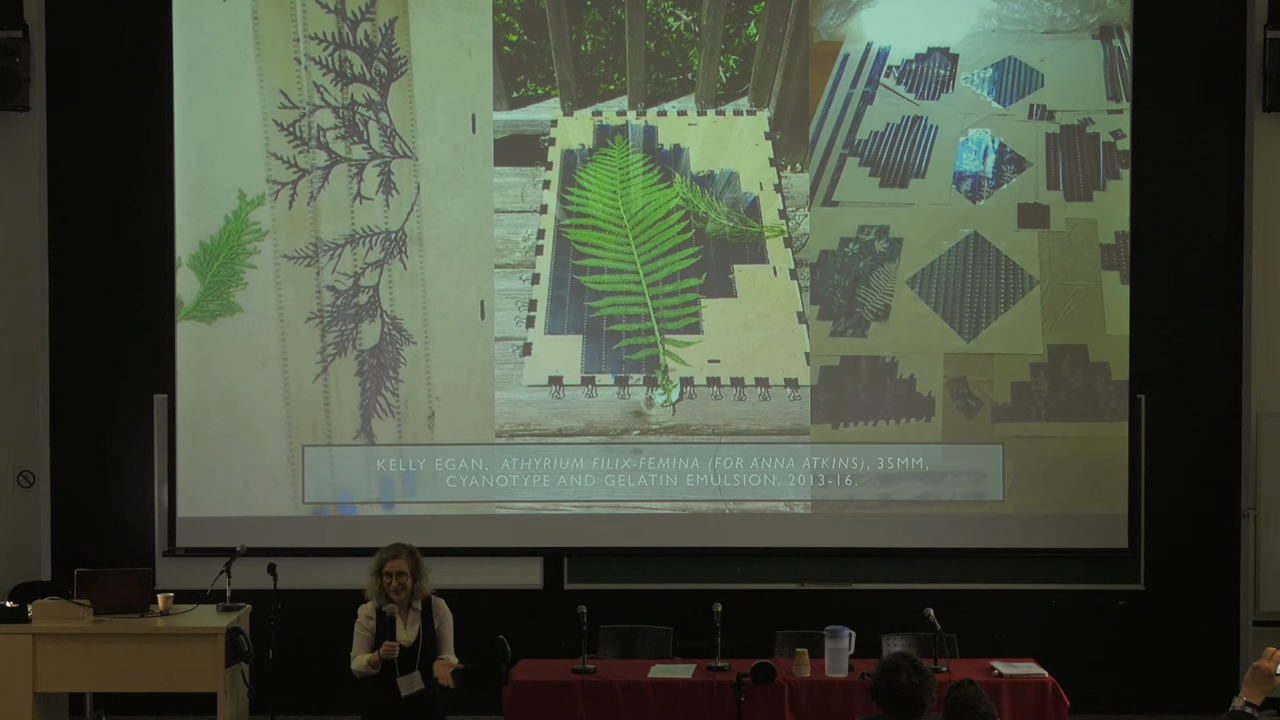 KELLY EGAN, ATHYRIUM FILIX-FEMINA (FOR ANNA ATKINS), 35MM,
CYANOTYPE AND GELATIN EMULSION, 2013-16.